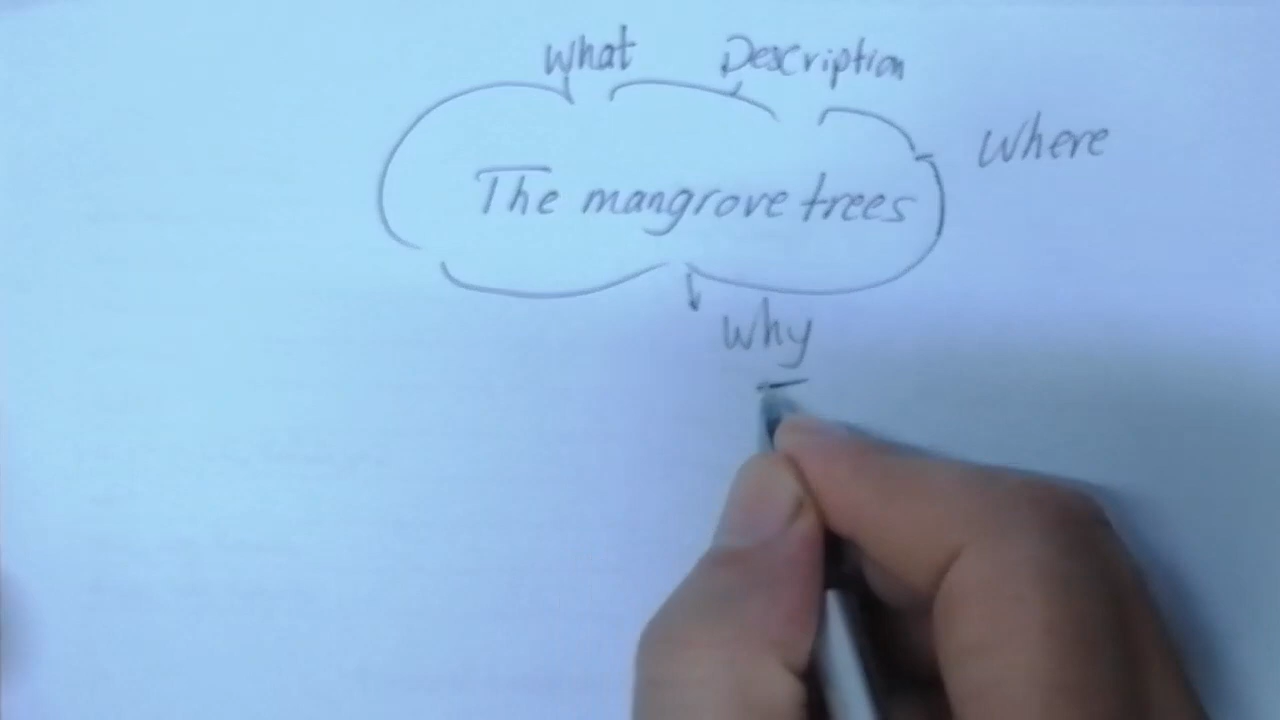 What
Description
Where
The mangrove trees
Why